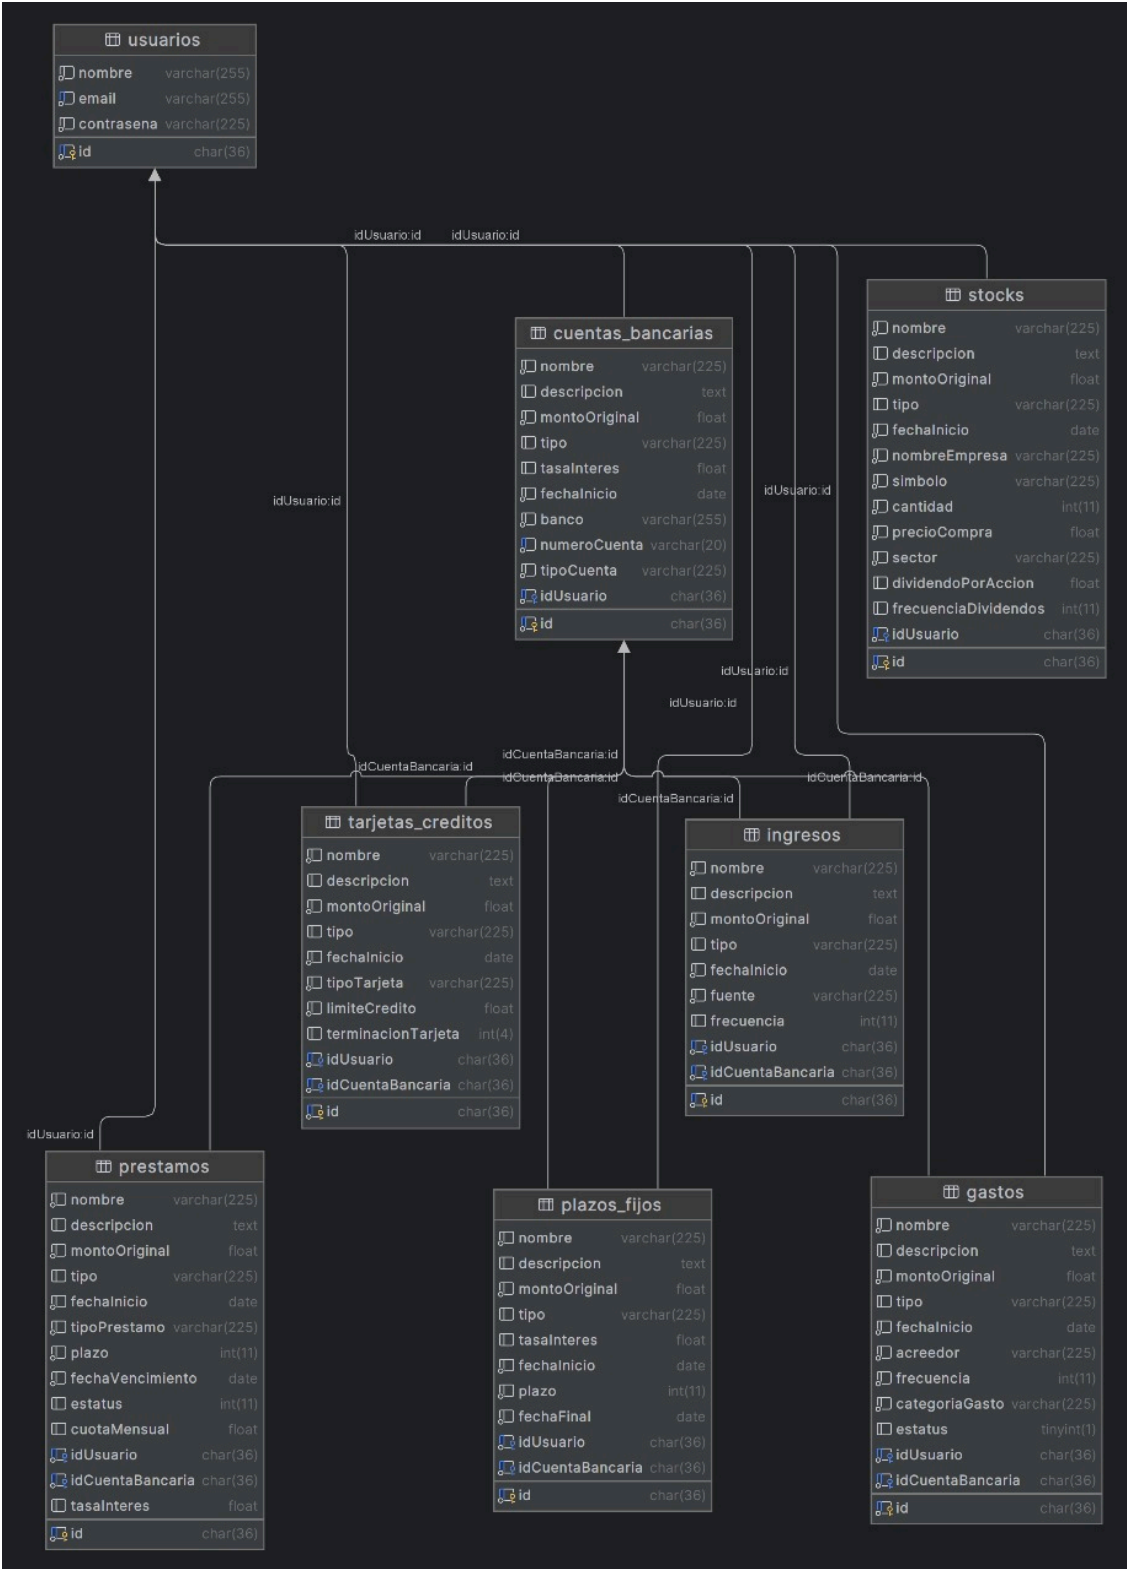 usuarios
nombre varchar(255)
email varchar(255)
contrasena varchar(225)
id char(36)
idUsuario:id idUsuario:id
stocks
nombre varchar(225)
descripcion text
montoOriginal float
tipo varchar(225)
fechaInicio date
nombreEmpresa varchar(225)
simbolo varchar(225)
cantidad int(11)
precioCompra float
sector varchar(225)
dividendoPorAccion float
frecuenciaDividendos int(11)
idUsuario char(36)
id char(36)
cuentas_bancarias
nombre varchar(225)
descripcion text
montoOriginal float
tipo varchar(225)
tasaInteres float
fechaInicio date
banco varchar(255)
numeroCuenta varchar(20)
tipoCuenta varchar(225)
idUsuario char(36)
id char(36)
idUsuario:id
idUsuario:id
idUsuario:id
idUsuario:id
idCuentaBancaria:id
idCuentaBancaria:id
idCuentaBancaria:id
idCuentaBancaria:id
idCuentaBancaria:id
tarjetas_creditos
nombre varchar(225)
descripcion text
montoOriginal float
tipo varchar(225)
fechaInicio date
tipoTarjeta varchar(225)
limiteCredito float
terminacionTarjeta int(4)
idUsuario char(36)
idCuentaBancaria char(36)
id char(36)
ingresos
nombre varchar(225)
descripcion text
montoOriginal float
tipo varchar(225)
fechaInicio date
fuente varchar(225)
frecuencia int(11)
idUsuario char(36)
idCuentaBancaria char(36)
id char(36)
idUsuario:id
prestamos
nombre varchar(225)
descripcion text
montoOriginal float
tipo varchar(225)
fechaInicio date
tipoPrestamo varchar(225)
plazo int(11)
fechaVencimiento date
estatus int(11)
cuotaMensual float
idUsuario char(36)
idCuentaBancaria char(36)
tasaInteres float
id char(36)
plazos_fijos
nombre varchar(225)
descripcion text
montoOriginal float
tipo varchar(225)
tasaInteres float
fechaInicio date
plazo int(11)
fechaFinal date
idUsuario char(36)
idCuentaBancaria char(36)
id char(36)
gastos
nombre varchar(225)
descripcion text
montoOriginal float
tipo varchar(225)
fechaInicio date
acreedor varchar(225)
frecuencia int(11)
categoriaGasto varchar(225)
estatus tinyint(1)
idUsuario char(36)
idCuentaBancaria char(36)
id char(36)